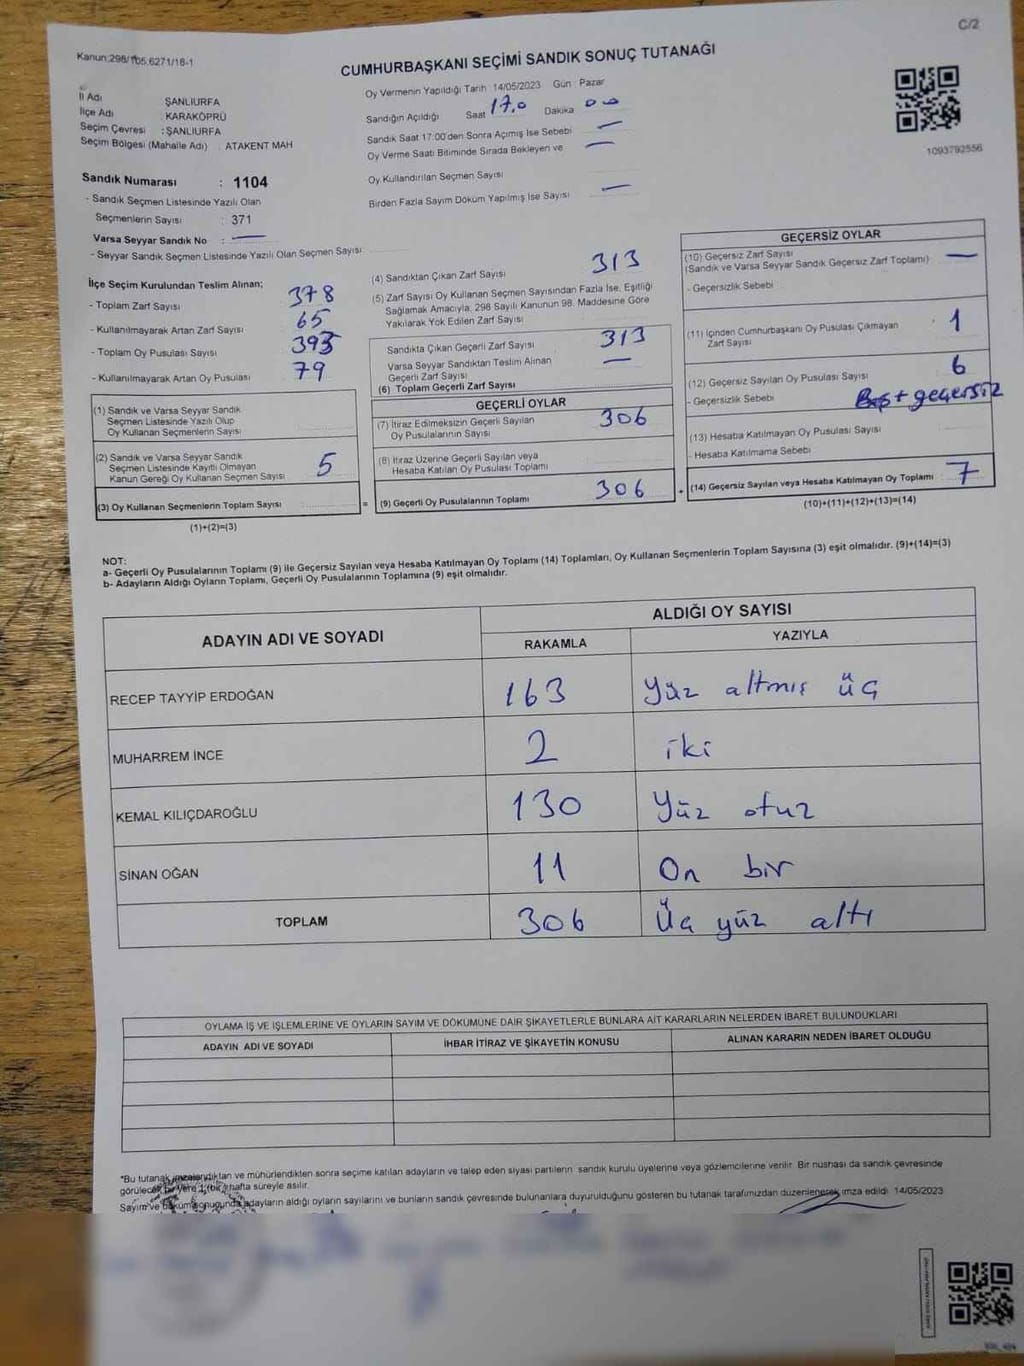 C/2
Kanun:298/105,6271/18-1
CUMHURBAŞKANI SEÇİMİ SANDIK SONUÇ TUTANAĞI
İl Adı ŞANLIURFA
İlçe Adı KARAKÖPRÜ
Seçim Çevresi : ŞANLIURFA
Seçim Bölgesi (Mahalle Adı) : ATAKENT MAH
Sandık Numarası : 1104
- Sandık Seçmen Listesinde Yazılı Olan
Seçmenlerin Sayısı : 371
Varsa Seyyar Sandık No : —
- Seyyar Sandık Seçmen Listesinde Yazılı Olan Seçmen Sayısı
Oy Vermenin Yapıldığı Tarih : 14/05/2023 Gün : Pazar
Sandığın Açıldığı Saat 17.0 Dakika 00
Sandık Saat 17:00'den Sonra Açımış İse Sebebi —
Oy Verme Saati Bitiminde Sırada Bekleyen ve —
Oy Kullandırılan Seçmen Sayısı
Birden Fazla Sayım Döküm Yapılmış İse Sayısı —
1093792556
İlçe Seçim Kurulundan Teslim Alınan;
- Toplam Zarf Sayısı 378
- Kullanılmayarak Artan Zarf Sayısı 65
- Toplam Oy Pusulası Sayısı 393
- Kullanılmayarak Artan Oy Pusulası 79
(1) Sandık ve Varsa Seyyar Sandık
Seçmen Listesinde Yazılı Olup
Oy Kullanan Seçmenlerin Sayısı
(2) Sandık ve Varsa Seyyar Sandık
Seçmen Listesinde Kayıtlı Olmayan
Kanun Gereği Oy Kullanan Seçmen Sayısı 5
(3) Oy Kullanan Seçmenlerin Toplam Sayısı =
(1)+(2)=(3)
(4) Sandıktan Çıkan Zarf Sayısı 313
(5) Zarf Sayısı Oy Kullanan Seçmen Sayısından Fazla İse, Eşitliği
Sağlamak Amacıyla, 298 Sayılı Kanunun 98. Maddesine Göre
Yakılarak Yok Edilen Zarf Sayısı
Sandıkta Çıkan Geçerli Zarf Sayısı 313
Varsa Seyyar Sandıktan Teslim Alınan —
Geçerli Zarf Sayısı
(6) Toplam Geçerli Zarf Sayısı
GEÇERLİ OYLAR
(7) İtiraz Edilmeksizin Geçerli Sayılan 306
Oy Pusulalarının Sayısı
(8) İtiraz Üzerine Geçerli Sayılan veya
Hesaba Katılan Oy Pusulası Toplamı
(9) Geçerli Oy Pusulalarının Toplamı 306 +
GEÇERSİZ OYLAR
(10) Geçersiz Zarf Sayısı —
(Sandık ve Varsa Seyyar Sandık Geçersiz Zarf Toplamı)
- Geçersizlik Sebebi
(11) İçinden Cumhurbaşkanı Oy Pusulası Çıkmayan 1
Zarf Sayısı
(12) Geçersiz Sayılan Oy Pusulası Sayısı 6
- Geçersizlik Sebebi + geçersiz
(13) Hesaba Katılmayan Oy Pusulası Sayısı
- Hesaba Katılmama Sebebi
(14) Geçersiz Sayılan veya Hesaba Katılmayan Oy Toplamı 7
(10)+(11)+(12)+(13)=(14)
NOT:
a- Geçerli Oy Pusulalarının Toplamı (9) ile Geçersiz Sayılan veya Hesaba Katılmayan Oy Toplamı (14) Toplamları, Oy Kullanan Seçmenlerin Toplam Sayısına (3) eşit olmalıdır. (9)+(14)=(3)
b- Adayların Aldığı Oyların Toplamı, Geçerli Oy Pusulalarının Toplamına (9) eşit olmalıdır.
ADAYIN ADI VE SOYADI ALDIĞI OY SAYISI
RAKAMLA YAZIYLA
RECEP TAYYİP ERDOĞAN 163 Yüz altmış üç
MUHARREM İNCE 2 iki
KEMAL KILIÇDAROĞLU 130 Yüz otuz
SİNAN OĞAN 11 On bir
TOPLAM 306 Üç yüz altı
OYLAMA İŞ VE İŞLEMLERİNE VE OYLARIN SAYIM VE DÖKÜMÜNE DAİR ŞİKAYETLERLE BUNLARA AİT KARARLARIN NELERDEN İBARET BULUNDUKLARI
ADAYIN ADI VE SOYADI İHBAR İTİRAZ VE ŞİKAYETİN KONUSU ALINAN KARARIN NEDEN İBARET OLDUĞU
*Bu tutanak imzalandıktan ve mühürlendikten sonra seçime katılan adayların ve talep eden siyasi partilerin sandık kurulu üyelerine veya gözlemcilerine verilir. Bir nüshası da sandık çevresinde
görülecek bir yere 1 (bir) hafta süreyle asılır.
Sayım ve döküm sonucunda adayların aldığı oyların sayılarını ve bunların sandık çevresinde bulunanlara duyurulduğunu gösteren bu tutanak tarafımızdan düzenlenerek imza edildi. 14/05/2023